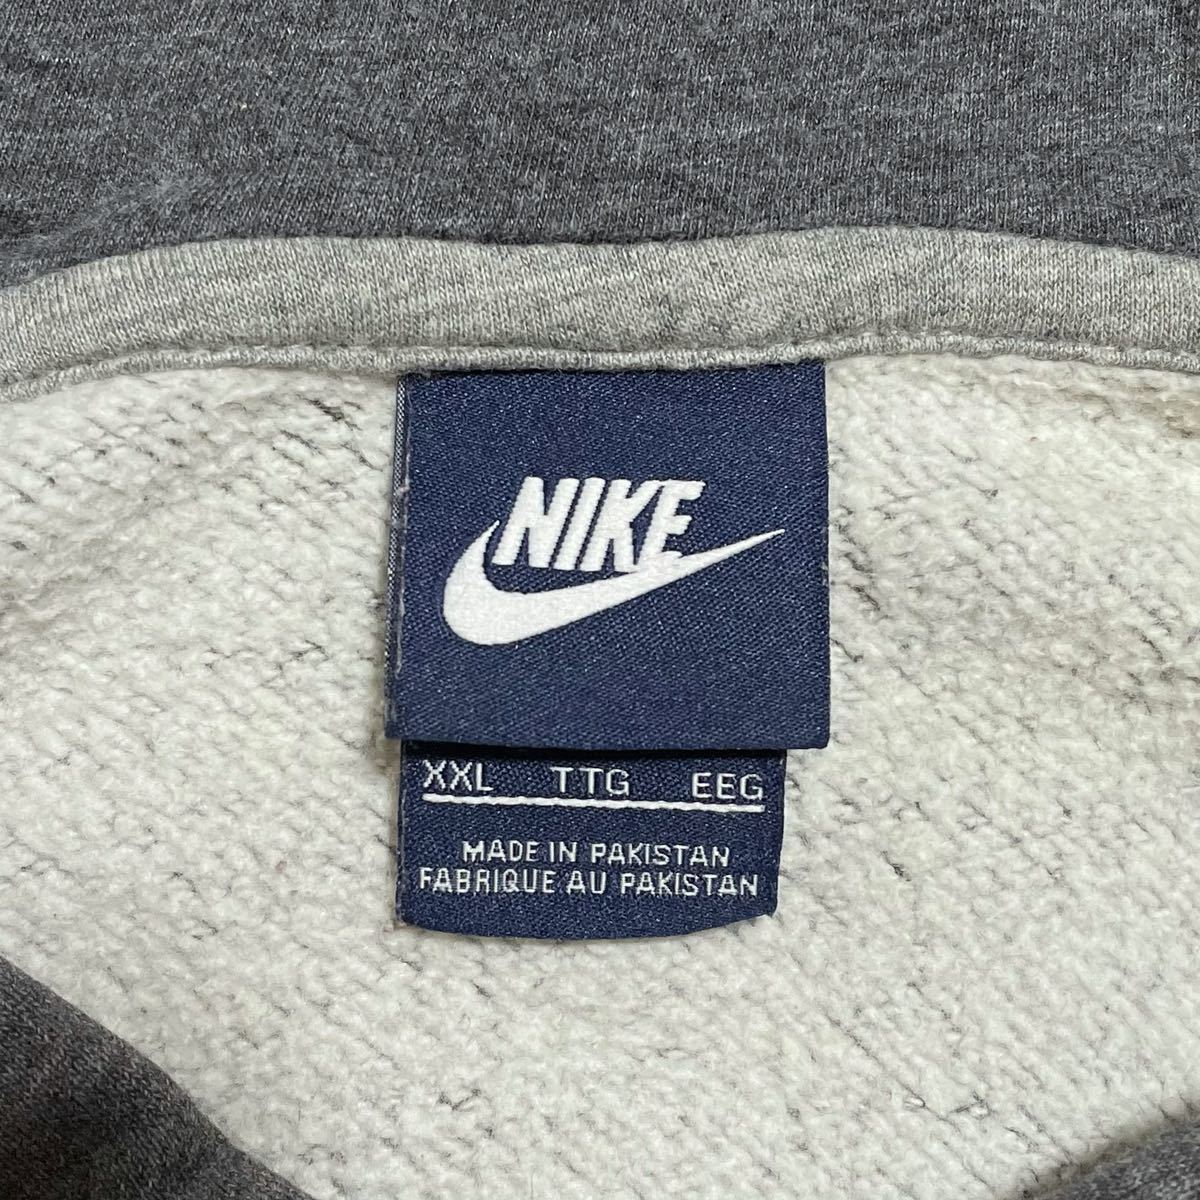 NIKE
XXL TTG EEG
MADE IN PAKISTAN
FABRIQUE AU PAKISTAN